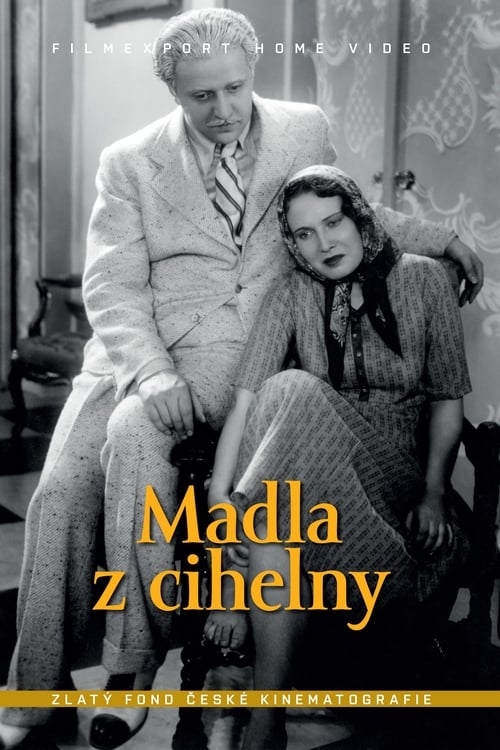 FILMEXPORT HOME VIDEO
Madla
z cihelny
ZLATÝ FOND ČESKÉ KINEMATOGRAFIE